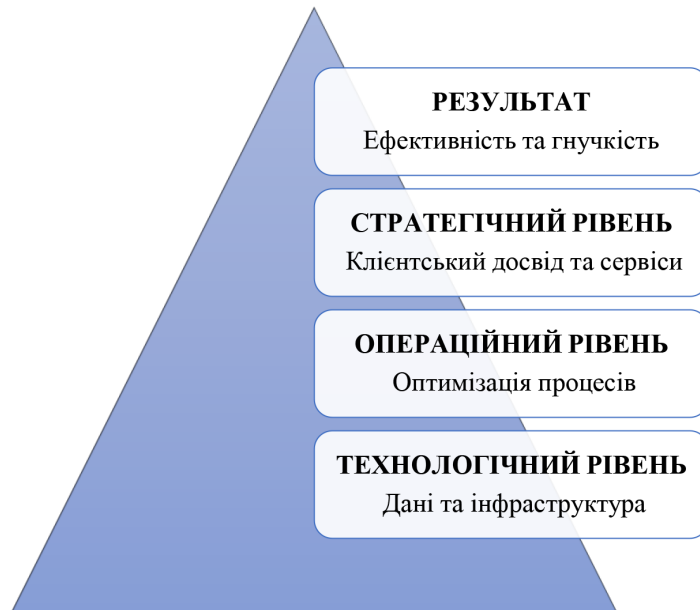 РЕЗУЛЬТАТ
Ефективність та гнучкість
СТРАТЕГІЧНИЙ РІВЕНЬ
Клієнтський досвід та сервіси
ОПЕРАЦІЙНИЙ РІВЕНЬ
Оптимізація процесів
ТЕХНОЛОГІЧНИЙ РІВЕНЬ
Дані та інфраструктура